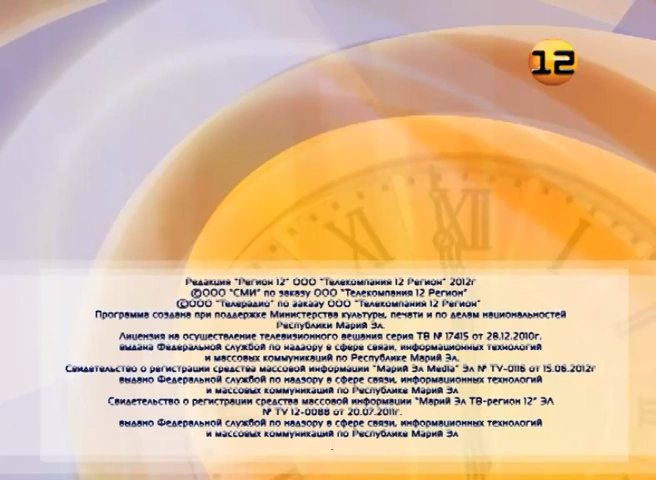 12
XI XII I
Редакция "Регион 12" ООО "Телекомпания 12 Регион" 2012г
©ООО "СМИ" по заказу ООО "Телекомпания 12 Регион"
©ООО "Телерадио" по заказу ООО "Телекомпания 12 Регион"
Программа создана при поддержке Министерства культуры, печати и по делам национальностей
Республики Марий Эл.
Лицензия на осуществление телевизионного вещания серия ТВ № 17415 от 28.12.2010г.
выдана Федеральной службой по надзору в сфере связи, информационных технологий
и массовых коммуникаций по Республике Марий Эл.
Свидетельство о регистрации средства массовой информации "Марий Эл Media" Эл № TV-0116 от 15.06.2012г
выдано Федеральной службой по надзору в сфере связи, информационных технологий
и массовых коммуникаций по Республике Марий Эл
Свидетельство о регистрации средства массовой информации "Марий Эл ТВ-регион 12" ЭЛ
№ TV 12-0088 от 20.07.2011г.
выдано Федеральной службой по надзору в сфере связи, информационных технологий
и массовых коммуникаций по Республике Марий Эл